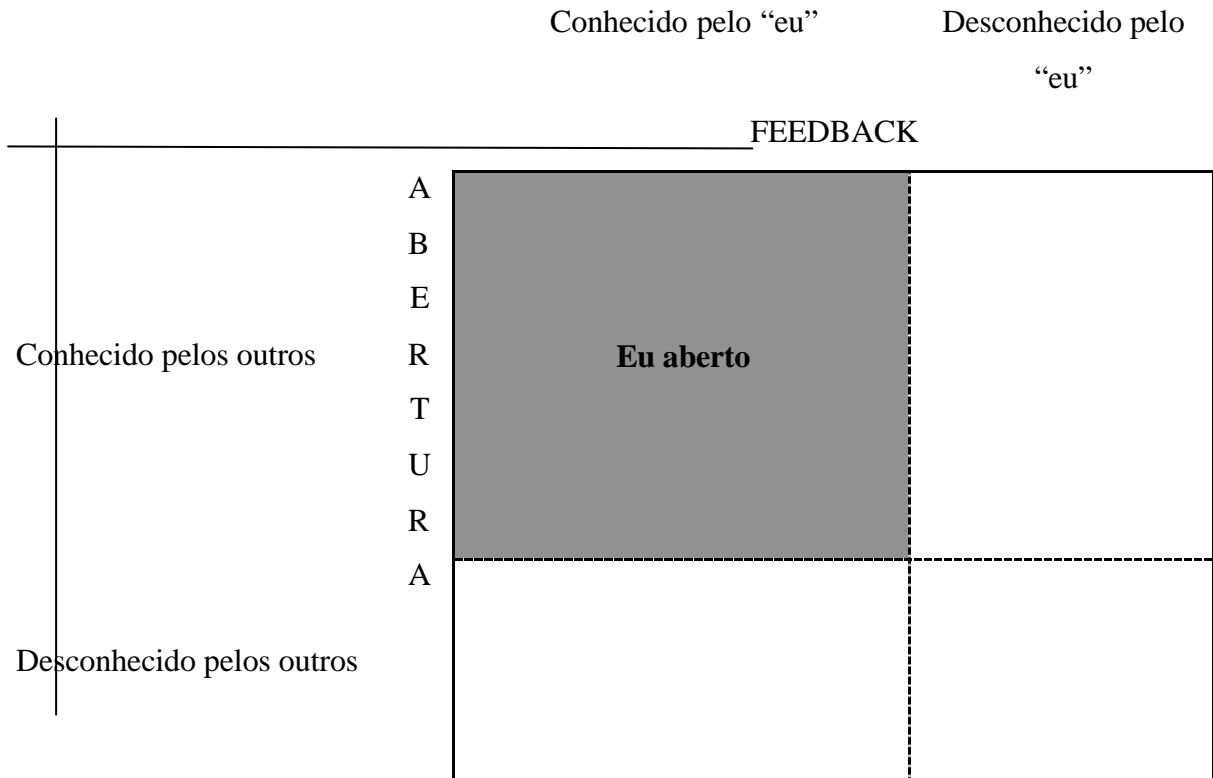 Conhecido pelo “eu”
Desconhecido pelo
“eu”
FEEDBACK
A
B
E
Conhecido pelos outros
R
Eu aberto
T
U
R
A
Desconhecido pelos outros